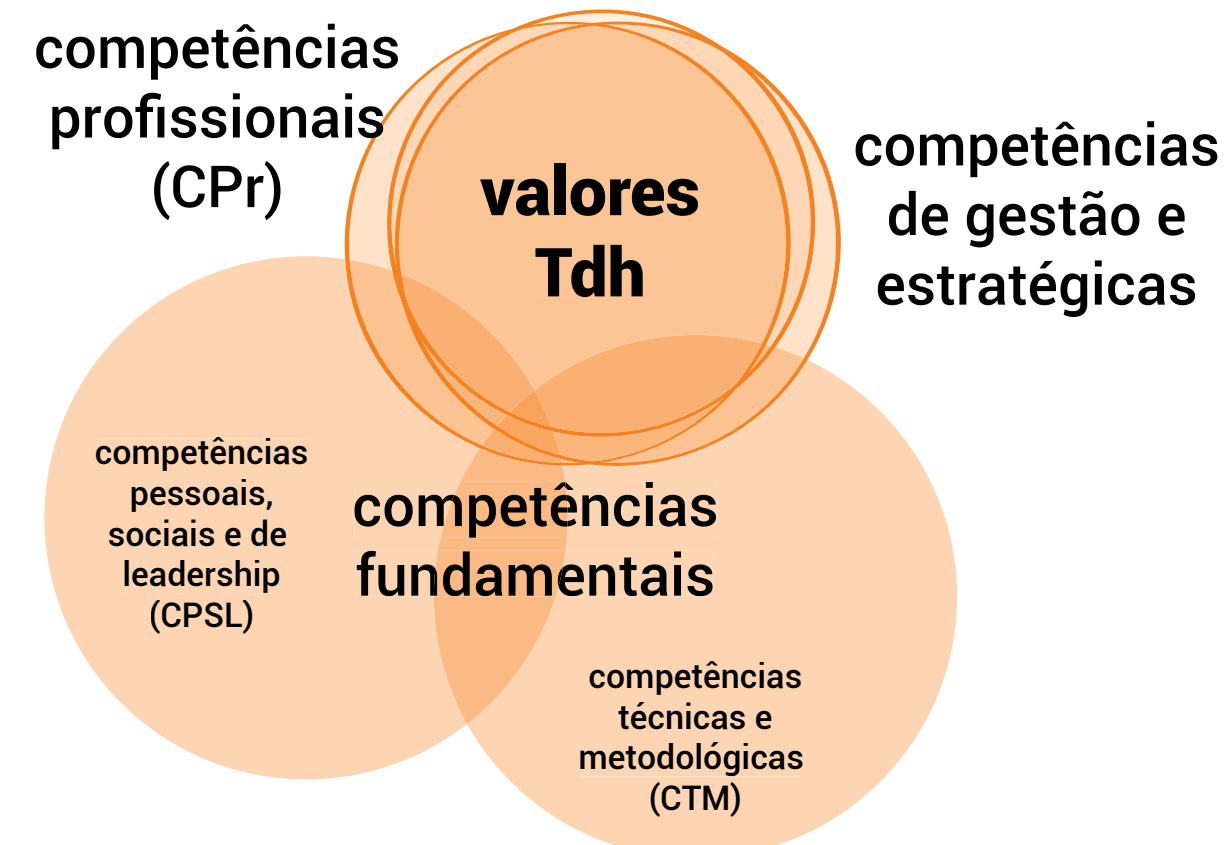 competências
profissionais
(CPr)
valores
Tdh
competências
de gestão e
estratégicas
competências
pessoais,
sociais e de
leadership
(CPSL)
competências
fundamentais
competências
técnicas e
metodológicas
(CTM)